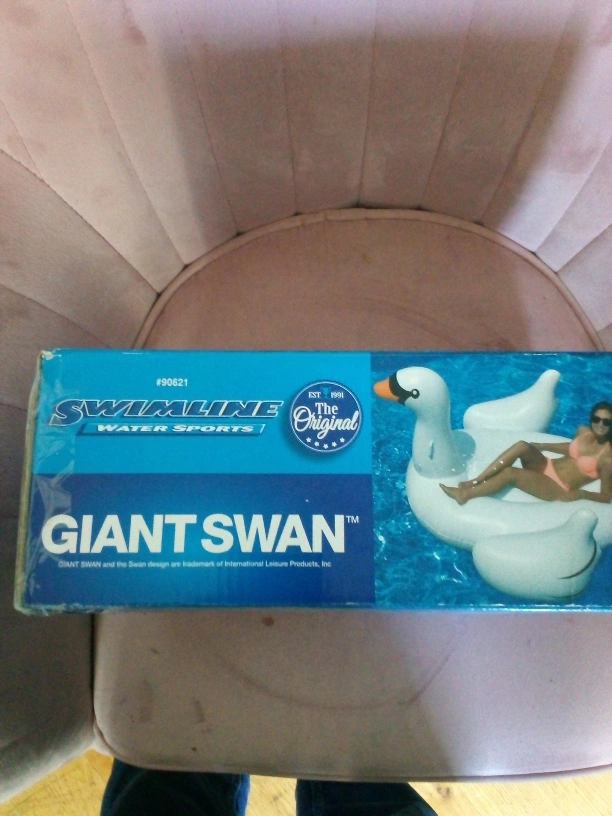 #90621
SWIMLINE
WATER SPORTS
EST 1991
The
Original
GIANT SWAN™
GIANT SWAN and the Swan design are trademark of International Leisure Products, Inc